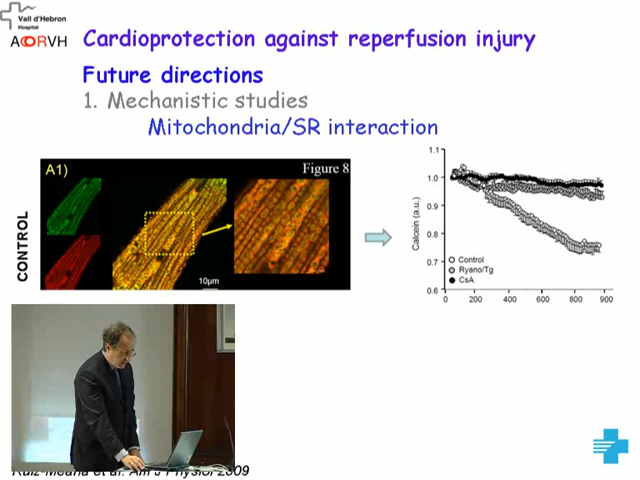 Vall d'Hebron
Hospital
ACORVH
Cardioprotection against reperfusion injury
Future directions
1. Mechanistic studies
Mitochondria/SR interaction
A1)
Figure 8
CONTROL
10µm
Calcein (a.u.)
1.1
1.0
0.9
0.8
0.7
0.6
Control
Ryano/Tg
CsA
0 200 400 600 800 900
Ruiz-Meana et al. Am J Physiol 2009